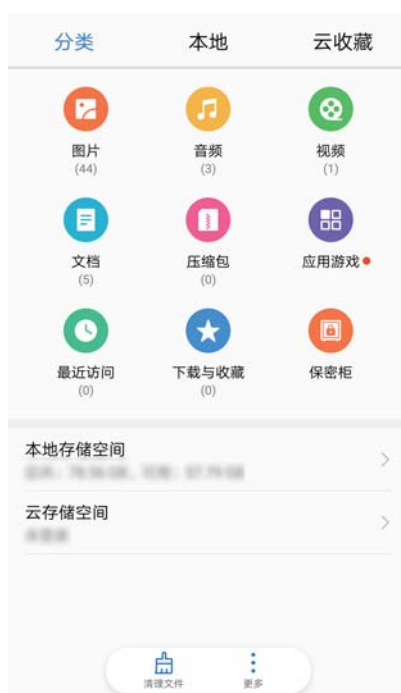 分类 本地 云收藏
图片 音频 视频
(44) (3) (1)
文档 压缩包 应用游戏
(5) (0)
最近访问 下载与收藏 保密柜
(0) (0)
本地存储空间
云存储空间
清理文件 更多